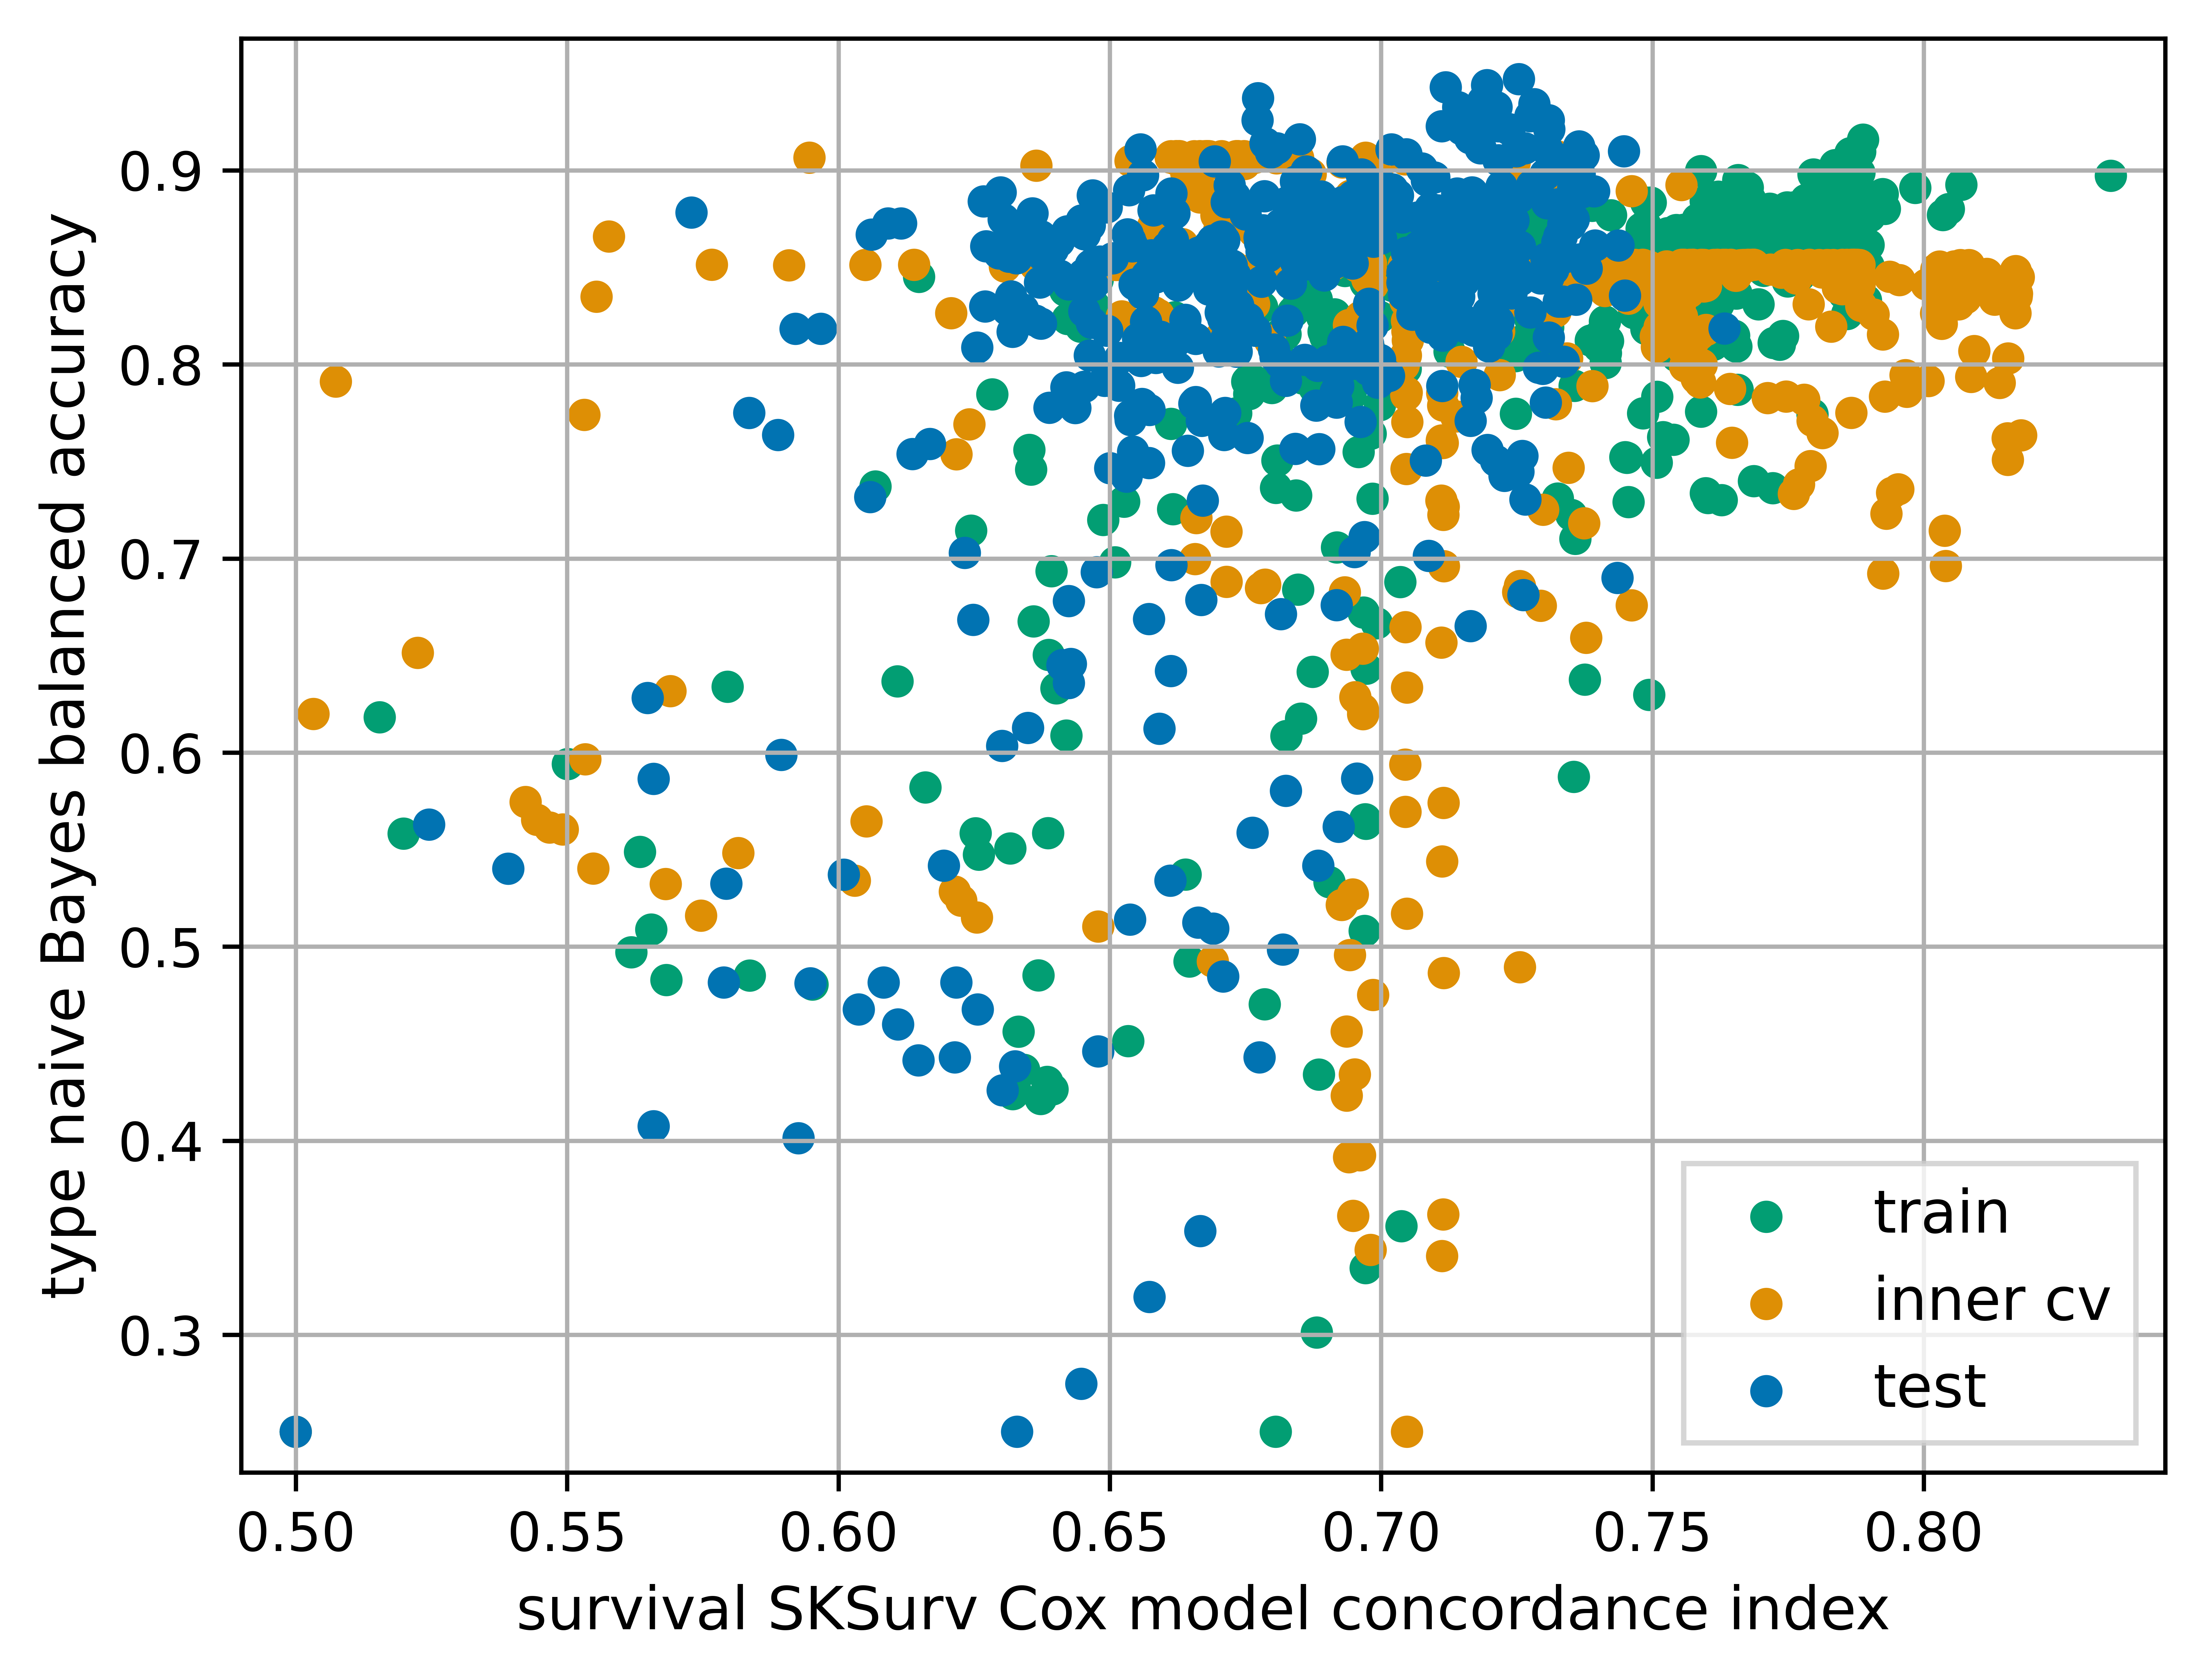 type naive Bayes balanced accuracy
0.9
0.8
0.7
0.6
0.5
0.4
0.3
train
inner cv
test
0.50 0.55 0.60 0.65 0.70 0.75 0.80
survival SKSurv Cox model concordance index